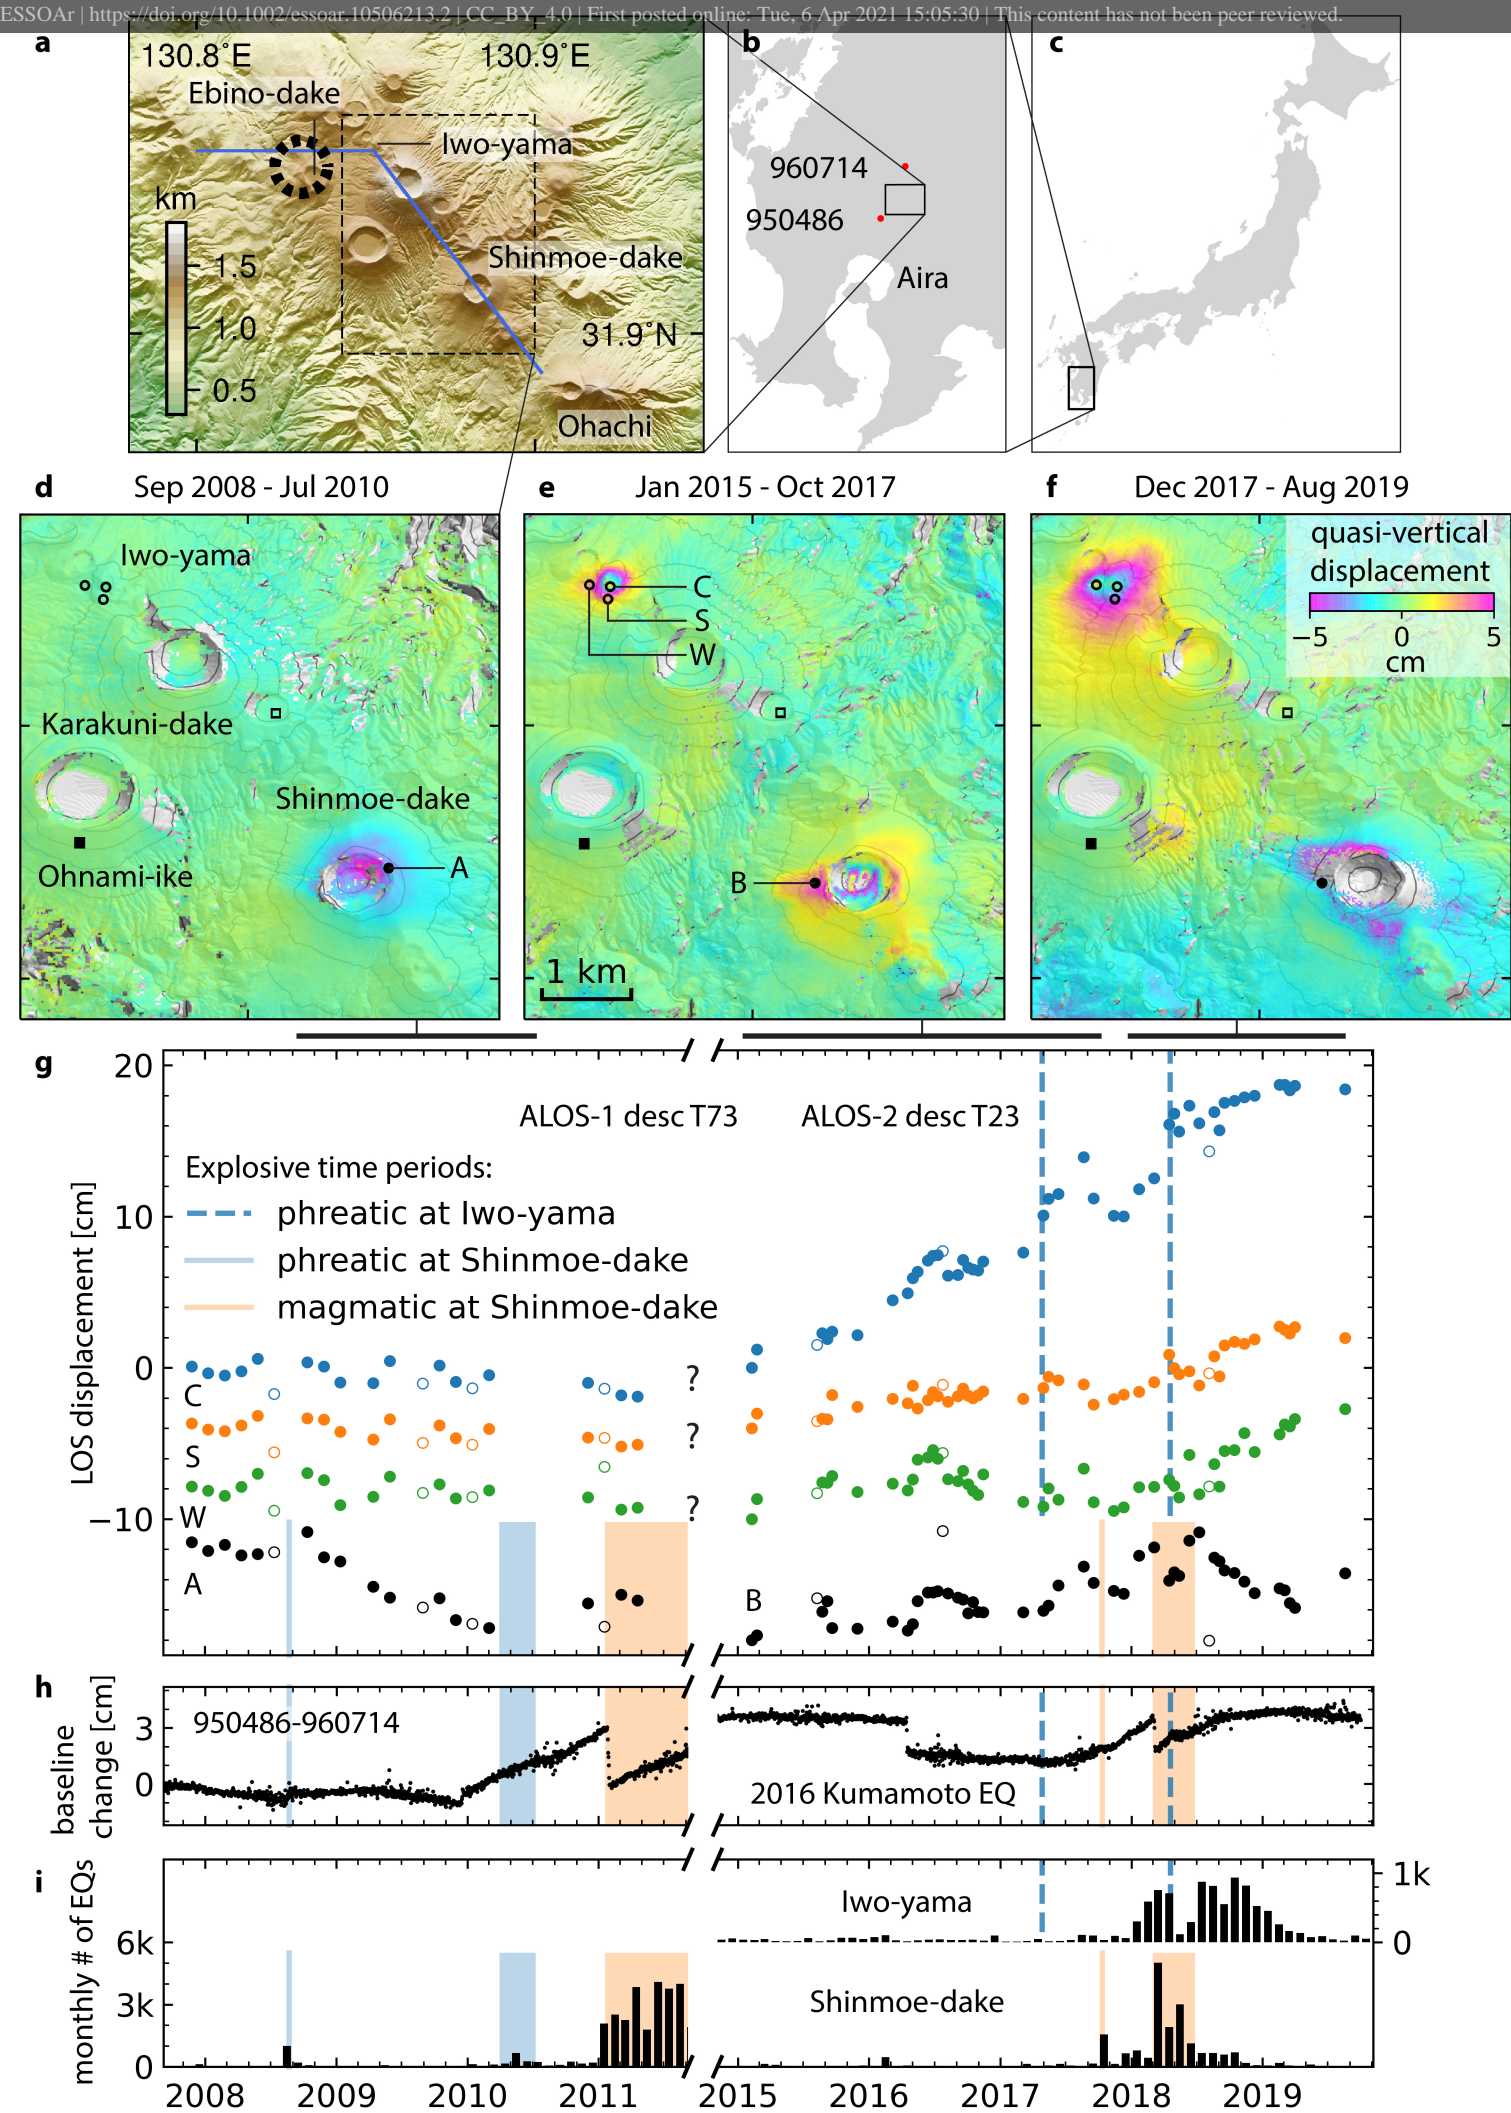 ESSOAr | https://doi.org/10.1002/essoar.10506213.2 | CC_BY_4.0 | First posted online: Tue, 6 Apr 2021 15:05:30 | This content has not been peer reviewed.
a
130.8°E
130.9°E
Ebino-dake
Iwo-yama
km
1.5
1.0
0.5
Shinmoe-dake
31.9°N
Ohachi
b
960714
950486
Aira
c
d
Sep 2008 - Jul 2010
Iwo-yama
Karakuni-dake
Shinmoe-dake
Ohnami-ike
A
e
Jan 2015 - Oct 2017
C
S
W
B
1 km
f
Dec 2017 - Aug 2019
quasi-vertical
displacement
−5
0
5
cm
g
LOS displacement [cm]
20
10
0
−10
ALOS-1 desc T73
ALOS-2 desc T23
Explosive time periods:
phreatic at Iwo-yama
phreatic at Shinmoe-dake
magmatic at Shinmoe-dake
C
S
W
A
?
?
?
B
h
baseline
change [cm]
3
0
950486-960714
2016 Kumamoto EQ
i
monthly # of EQs
6k
3k
0
Iwo-yama
1k
0
Shinmoe-dake
2008
2009
2010
2011
2015
2016
2017
2018
2019